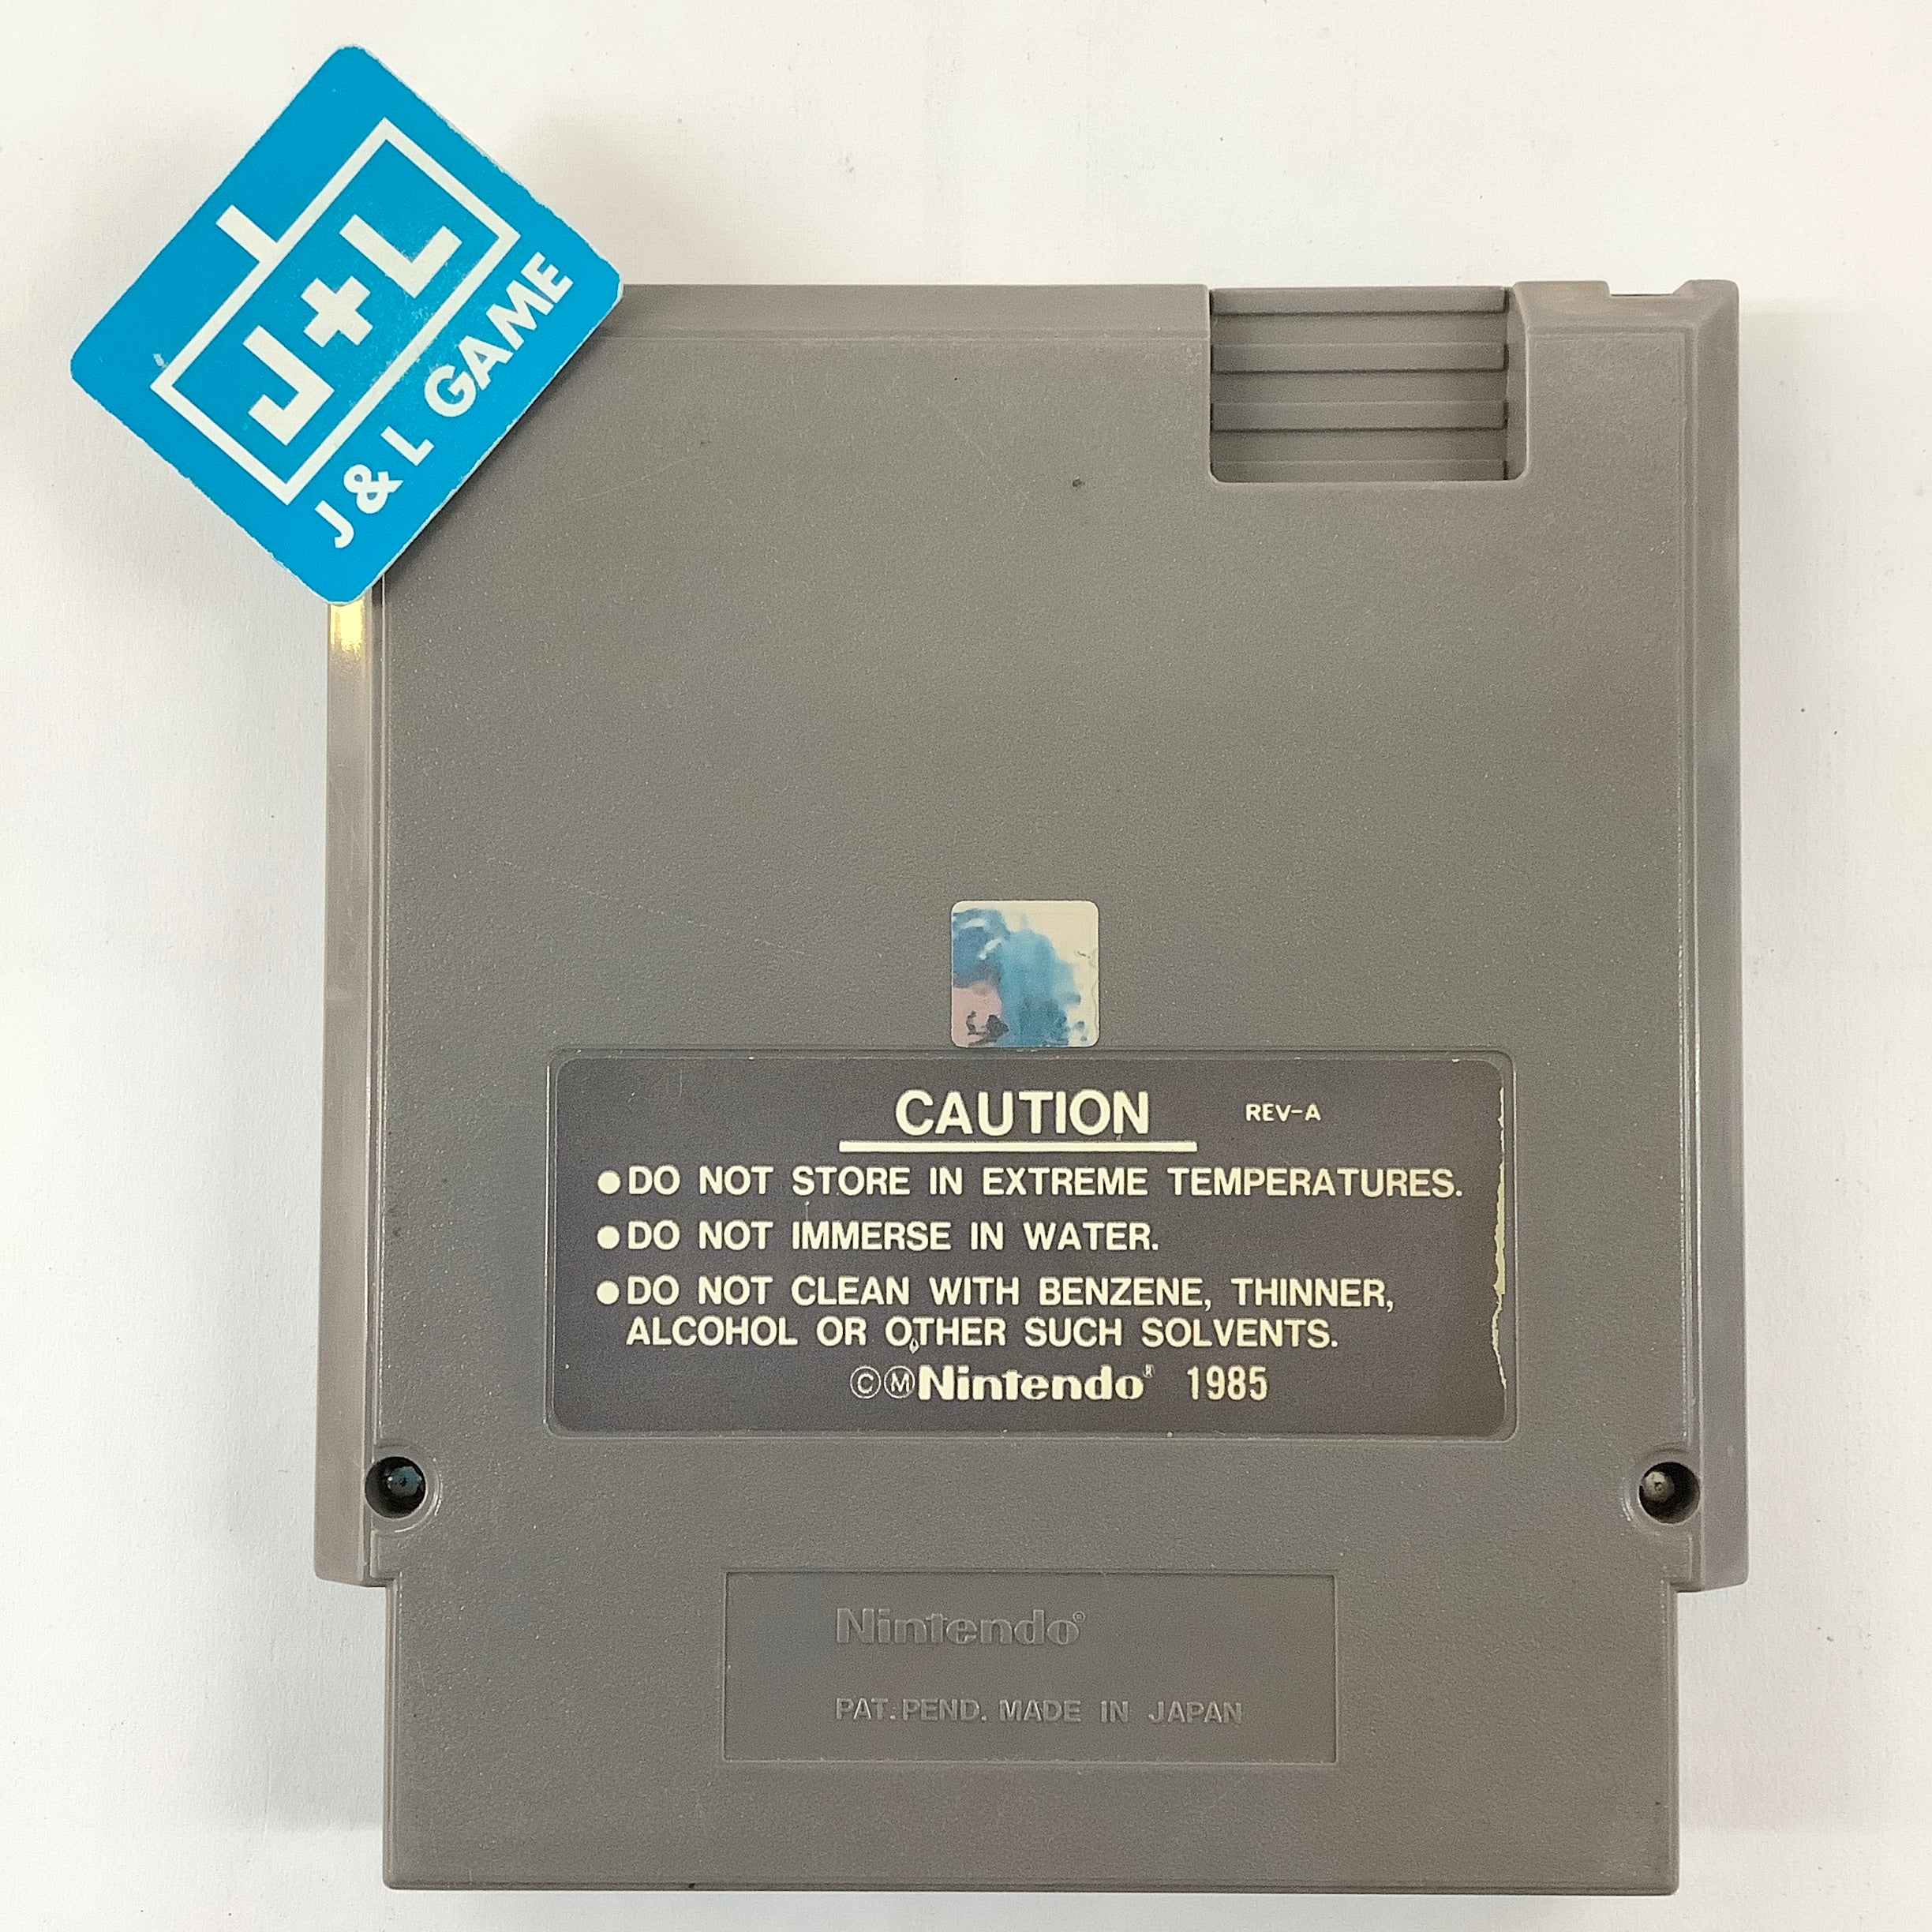 J+L
J & L GAME
CAUTION REV-A
●DO NOT STORE IN EXTREME TEMPERATURES.
●DO NOT IMMERSE IN WATER.
●DO NOT CLEAN WITH BENZENE, THINNER,
ALCOHOL OR OTHER SUCH SOLVENTS.
©ⓂNintendo® 1985
Nintendo®
PAT. PEND. MADE IN JAPAN